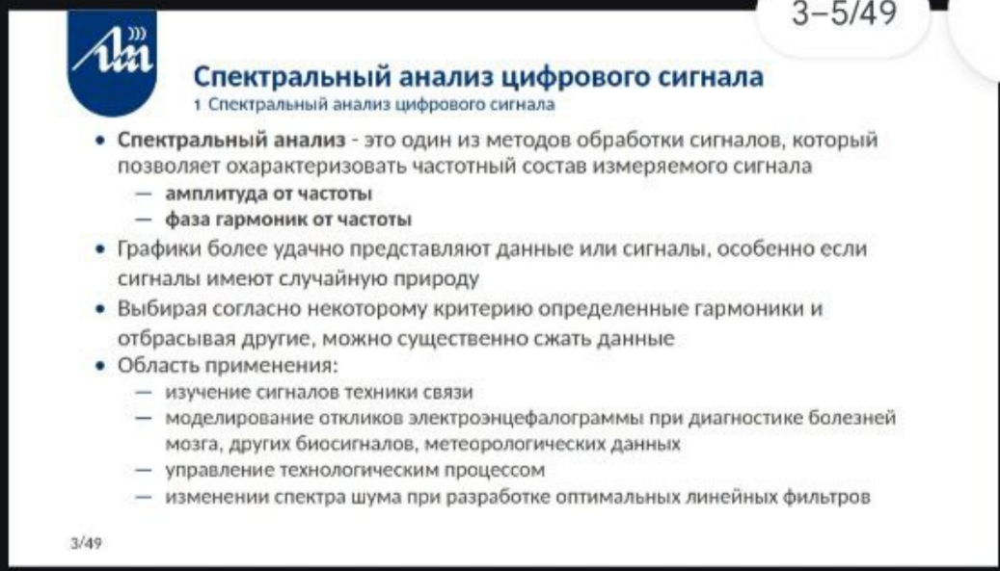 3–5/49
Спектральный анализ цифрового сигнала
1 Спектральный анализ цифрового сигнала
• Спектральный анализ - это один из методов обработки сигналов, который
позволяет охарактеризовать частотный состав измеряемого сигнала
— амплитуда от частоты
— фаза гармоник от частоты
• Графики более удачно представляют данные или сигналы, особенно если
сигналы имеют случайную природу
• Выбирая согласно некоторому критерию определенные гармоники и
отбрасывая другие, можно существенно сжать данные
• Область применения:
— изучение сигналов техники связи
— моделирование откликов электроэнцефалограммы при диагностике болезней
мозга, других биосигналов, метеорологических данных
— управление технологическим процессом
— изменении спектра шума при разработке оптимальных линейных фильтров
3/49